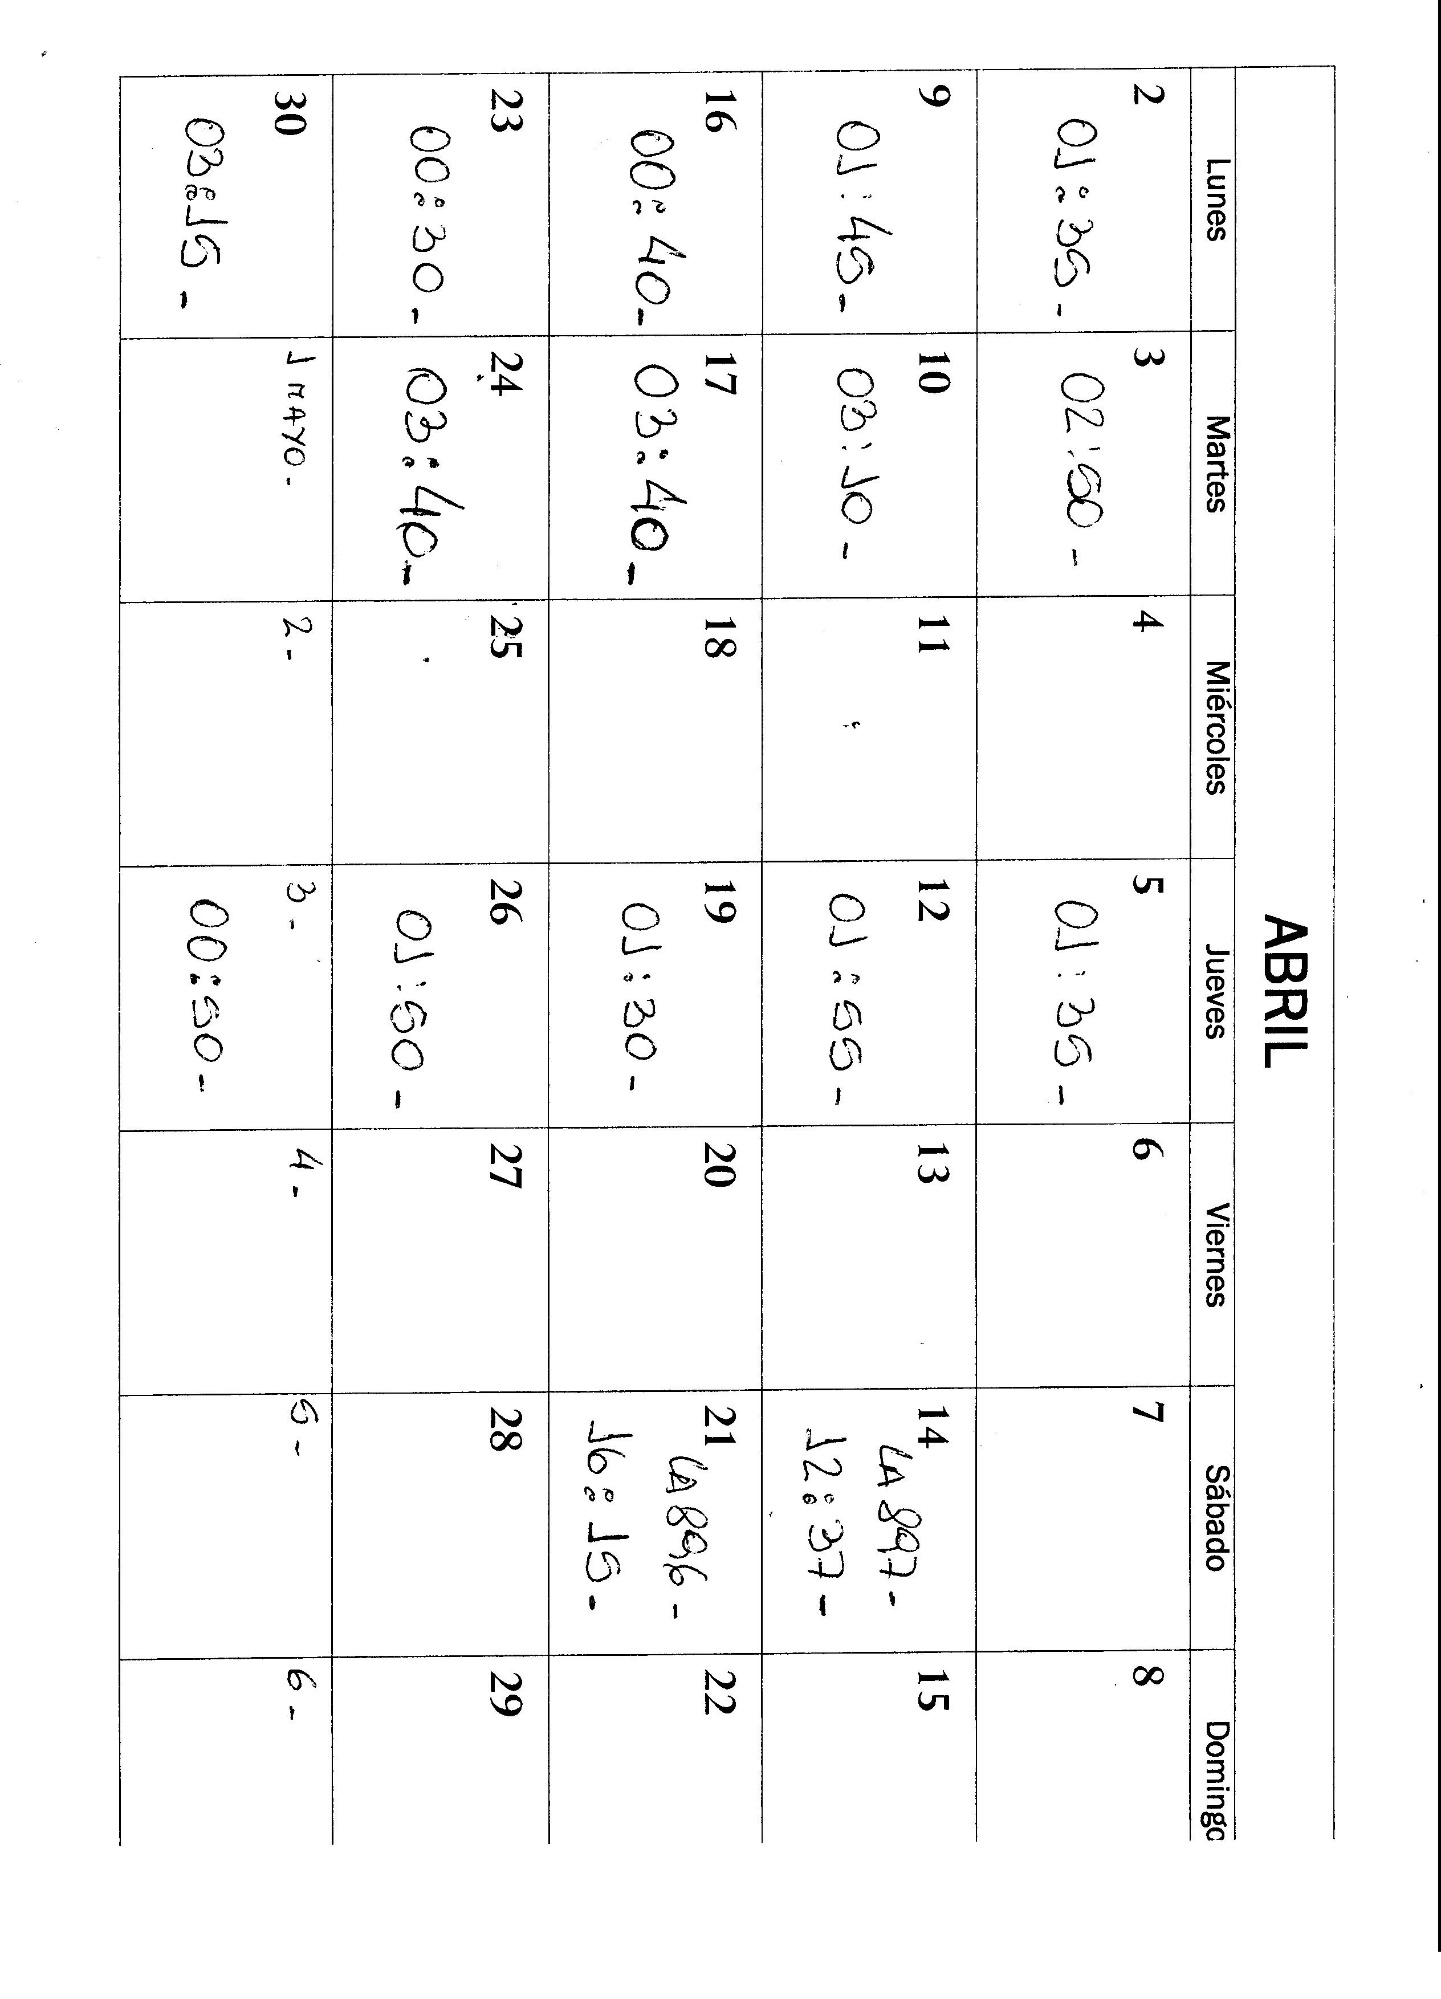 ABRIL
Lunes Martes Miércoles Jueves Viernes Sábado Domingo
2 3 4 5 6 7 8
01:35- 02:50- 01:35-
9 10 11 12 13 14 15
LA 897-
01:45- 03:10- 01:55- 12:37-
16 17 18 19 20 21 22
LA 896-
00:40- 03:40- 01:30- 16:15-
23 24 25 26 27 28 29
00:30- 03:40- 01:50-
30 1 MAYO- 2- 3- 4- 5- 6-
03:15- 00:50-